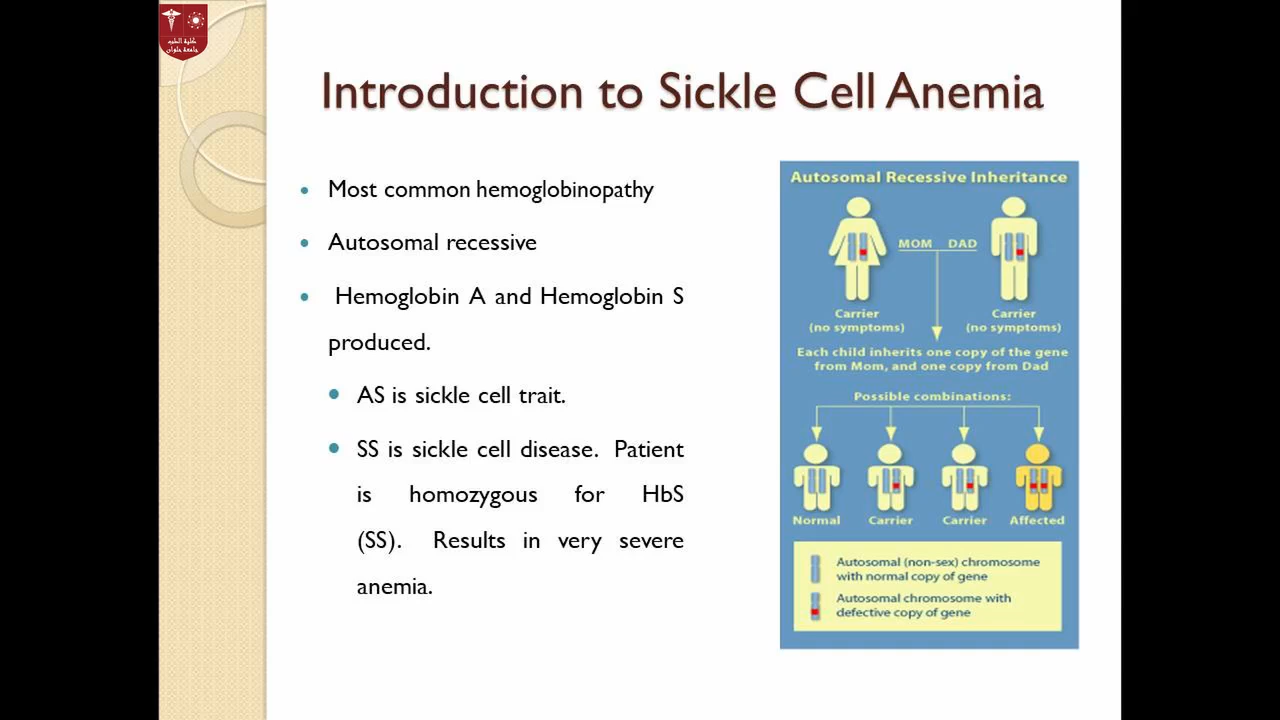 كلية الطب
جامعة حلوان
Introduction to Sickle Cell Anemia
Most common hemoglobinopathy
Autosomal recessive
Hemoglobin A and Hemoglobin S
produced.
AS is sickle cell trait.
SS is sickle cell disease. Patient
is homozygous for HbS
(SS). Results in very severe
anemia.
Autosomal Recessive Inheritance
MOM DAD
Carrier
(no symptoms)
Carrier
(no symptoms)
Each child inherits one copy of the gene
from Mom, and one copy from Dad
Possible combinations:
Normal
Carrier
Carrier
Affected
Autosomal (non-sex) chromosome
with normal copy of gene
Autosomal chromosome with
defective copy of gene